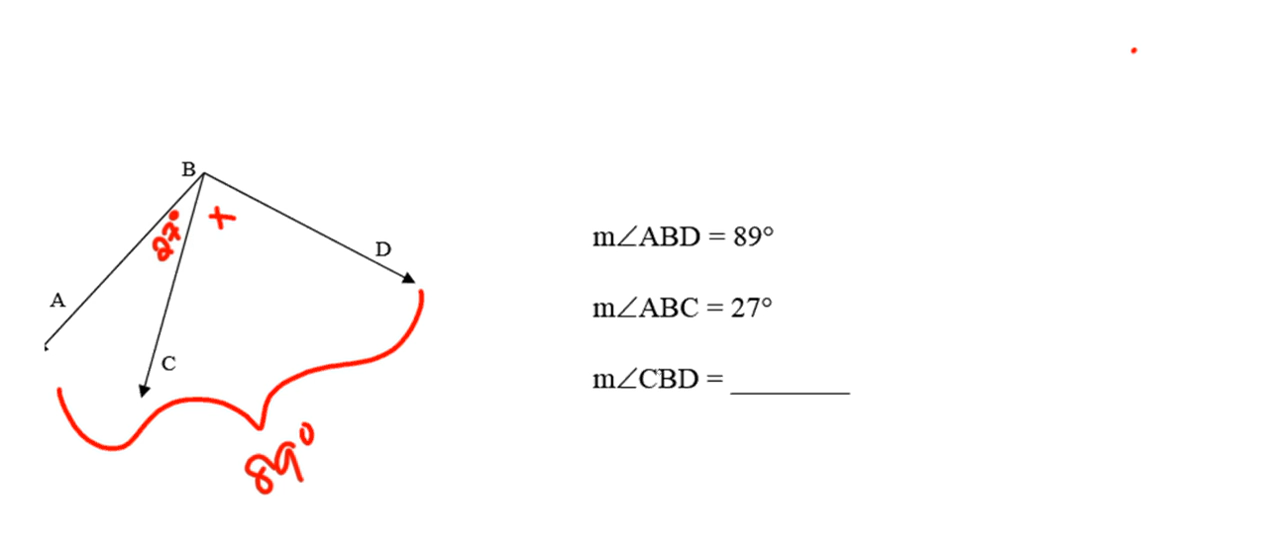 B
27°
x
D
A
C
89°
m∠ABD = 89°
m∠ABC = 27°
m∠CBD = ________